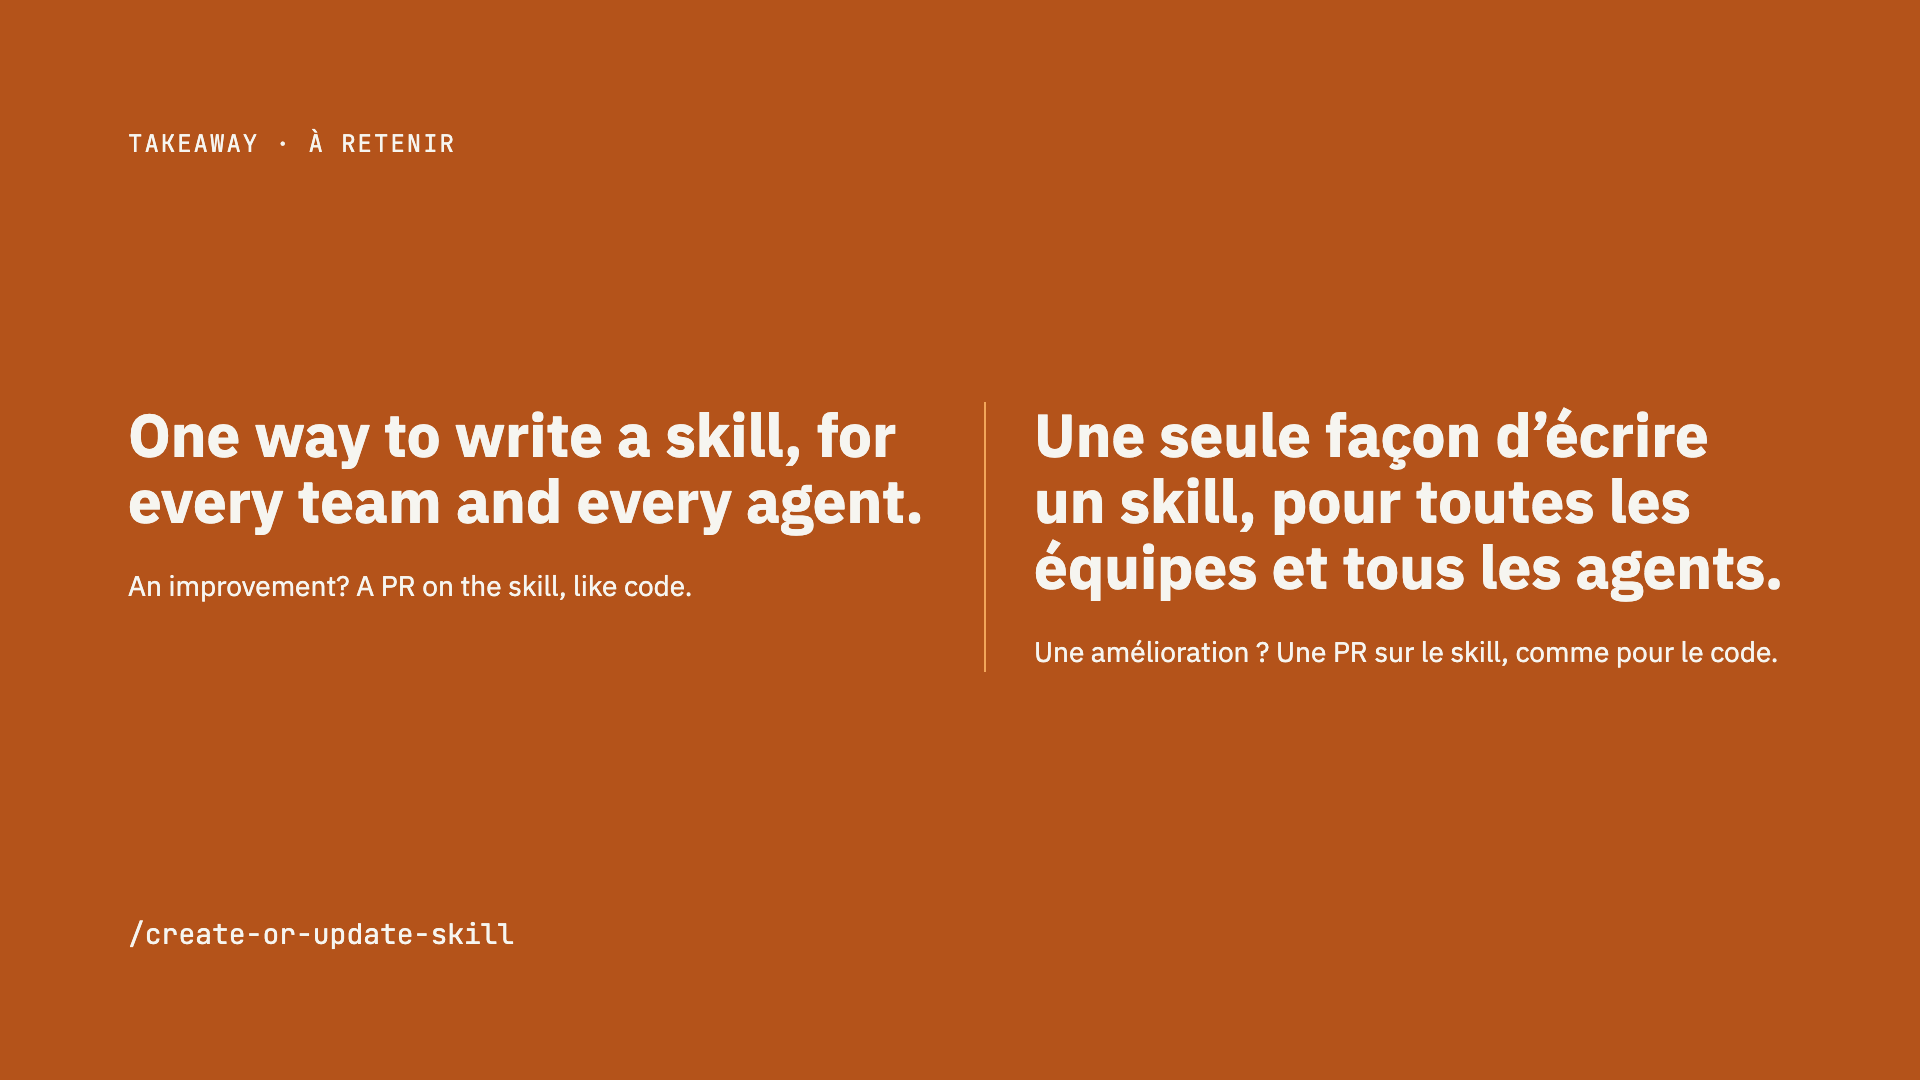 TAKEAWAY · À RETENIR
One way to write a skill, for
every team and every agent.
An improvement? A PR on the skill, like code.
Une seule façon d’écrire
un skill, pour toutes les
équipes et tous les agents.
Une amélioration ? Une PR sur le skill, comme pour le code.
/create-or-update-skill